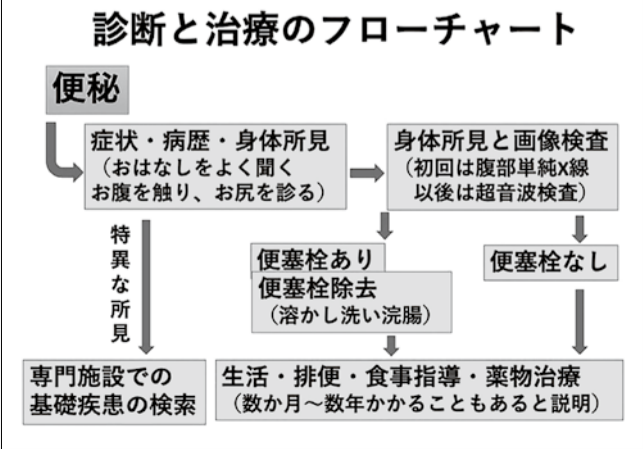 診断と治療のフローチャート
便秘
症状・病歴・身体所見
（おはなしをよく聞く
お腹を触り、お尻を診る）
身体所見と画像検査
（初回は腹部単純X線
以後は超音波検査）
特異な所見
便塞栓あり
便塞栓除去
（溶かし洗い浣腸）
便塞栓なし
専門施設での
基礎疾患の検索
生活・排便・食事指導・薬物治療
（数か月～数年かかることもあると説明）